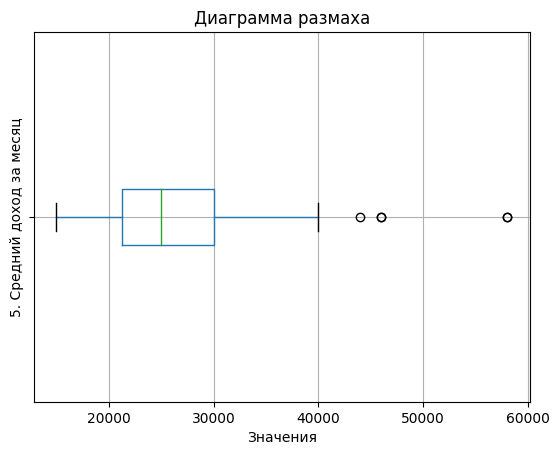 Диаграмма размаха
5. Средний доход за месяц
20000 30000 40000 50000 60000
Значения